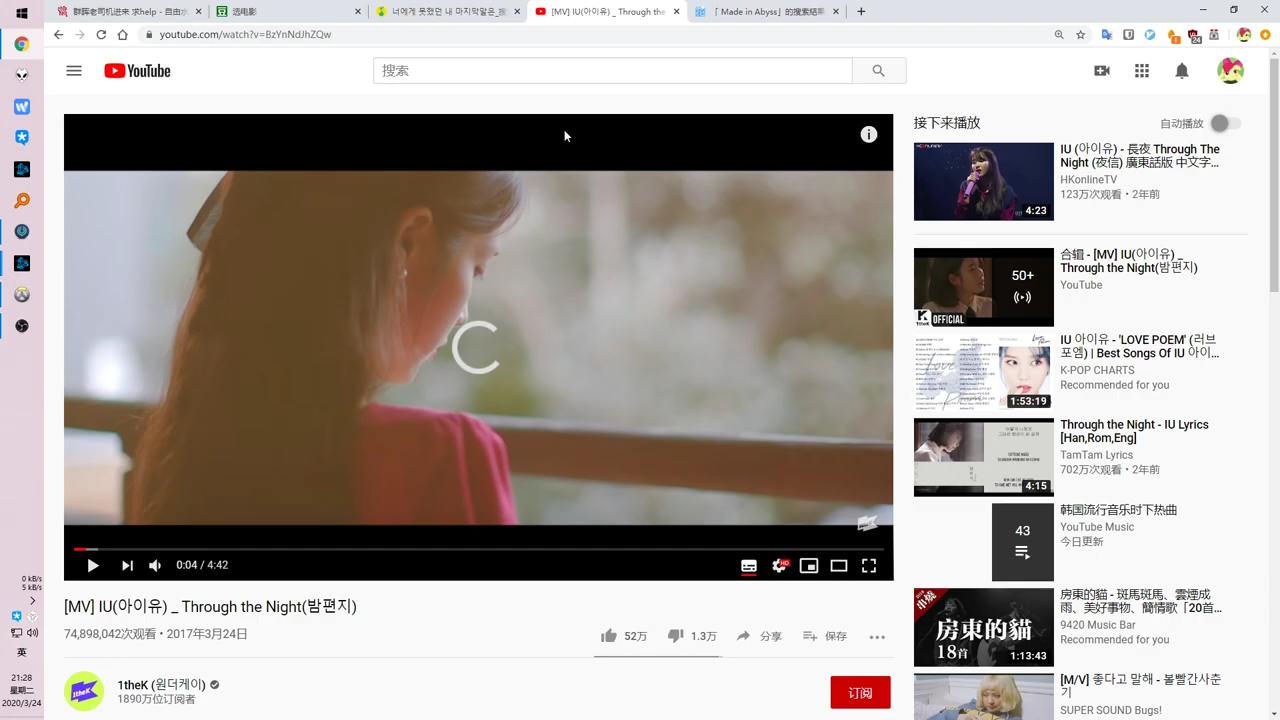 群晖老司机进来 求help - 自由水
透电影
너에게 못했던 내 마지막말은_搜
[MV] IU(아이유) _ Through the
「 Made in Abyss」的搜索结果
youtube.com/watch?v=BzYnNdJhZQw
24
YouTube
搜索
接下来播放
自动播放
IU (아이유) - 長夜 Through The
Night (夜信) 廣東話版 中文字...
HKonlineTV
123万次观看 • 2年前
4:23
合辑 - [MV] IU(아이유) _
Through the Night(밤편지)
YouTube
50+
1theK OFFICIAL
IU 아이유 - 'LOVE POEM' (러브
포엠) | Best Songs Of IU 아이...
K-POP CHARTS
Recommended for you
1:53:19
Through the Night - IU Lyrics
[Han,Rom,Eng]
TamTam Lyrics
702万次观看 • 2年前
4:15
韩国流行音乐时下热曲
YouTube Music
今日更新
43
房東的貓 - 斑馬斑馬、雲煙成
雨、美好事物、簡情歌「20首...
9420 Music Bar
Recommended for you
串燒
房東的貓
18首
1:13:43
[M/V] 좋다고 말해 - 볼빨간사춘
기
SUPER SOUND Bugs!
0:04 / 4:42
HD
[MV] IU(아이유) _ Through the Night(밤편지)
74,898,042次观看 • 2017年3月24日
52万
1.3万
分享
保存
1theK
1theK (원더케이)
1890万位订阅者
订阅
0 kB/s
5 kB/s
英
21:28
星期二
2020/3/24